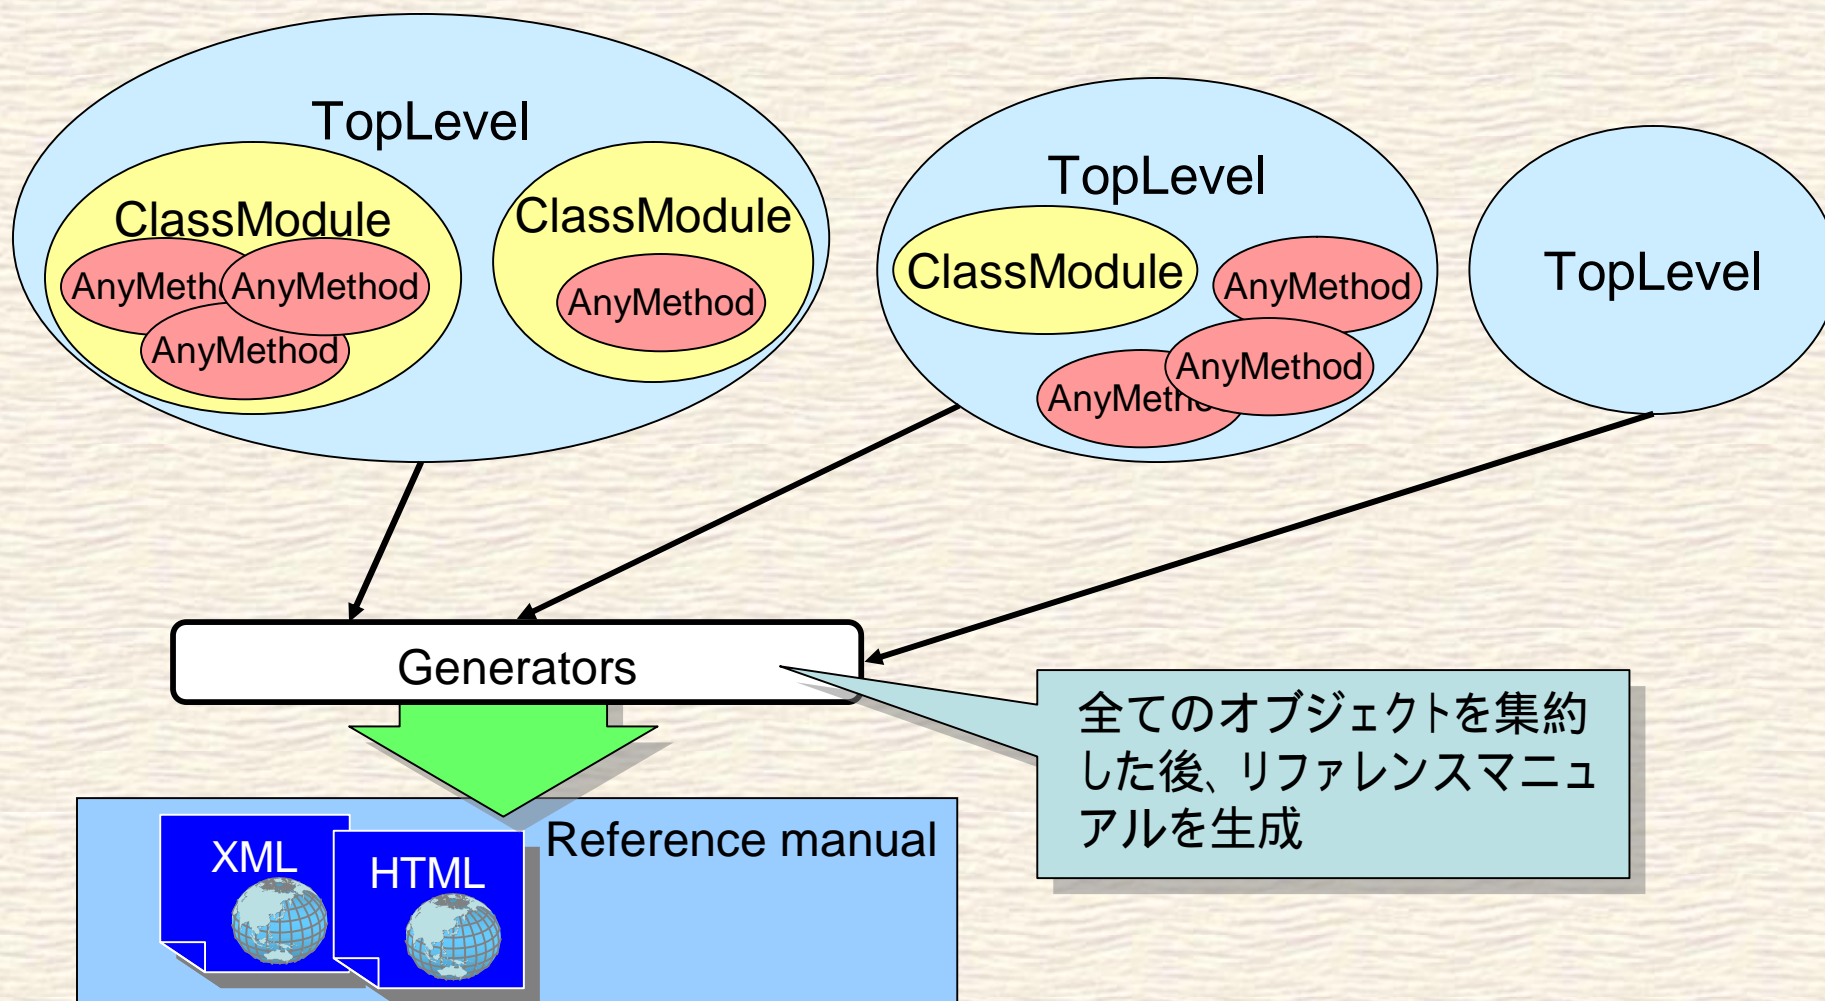 TopLevel
ClassModule
AnyMeth
AnyMethod
AnyMethod
ClassModule
AnyMethod
TopLevel
ClassModule
AnyMethod
AnyMethod
AnyMetho
TopLevel
Generators
全てのオブジェクトを集約
した後、リファレンスマニュ
アルを生成
Reference manual
XML
HTML